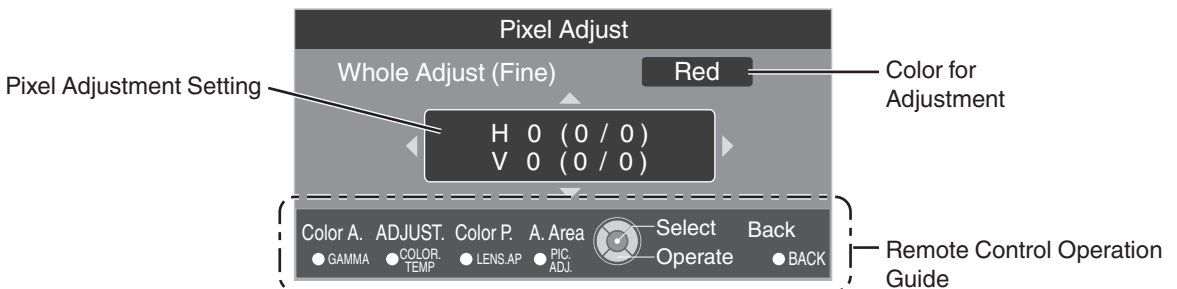 Pixel Adjust
Whole Adjust (Fine) Red
Pixel Adjustment Setting
Color for
Adjustment
H 0 (0 / 0)
V 0 (0 / 0)
Color A. ADJUST. Color P. A. Area Select Back
GAMMA COLOR. TEMP LENS.AP PIC. ADJ. Operate BACK
Remote Control Operation
Guide